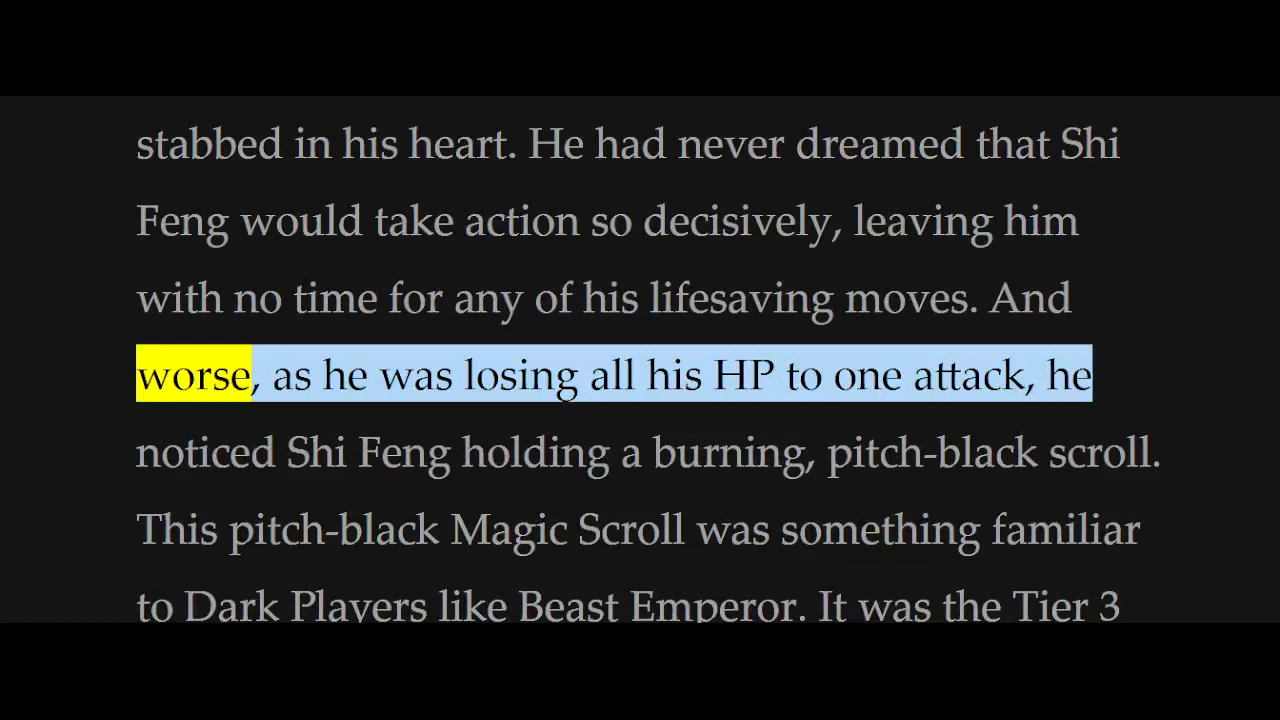 stabbed in his heart. He had never dreamed that Shi
Feng would take action so decisively, leaving him
with no time for any of his lifesaving moves. And
worse, as he was losing all his HP to one attack, he
noticed Shi Feng holding a burning, pitch-black scroll.
This pitch-black Magic Scroll was something familiar
to Dark Players like Beast Emperor. It was the Tier 3